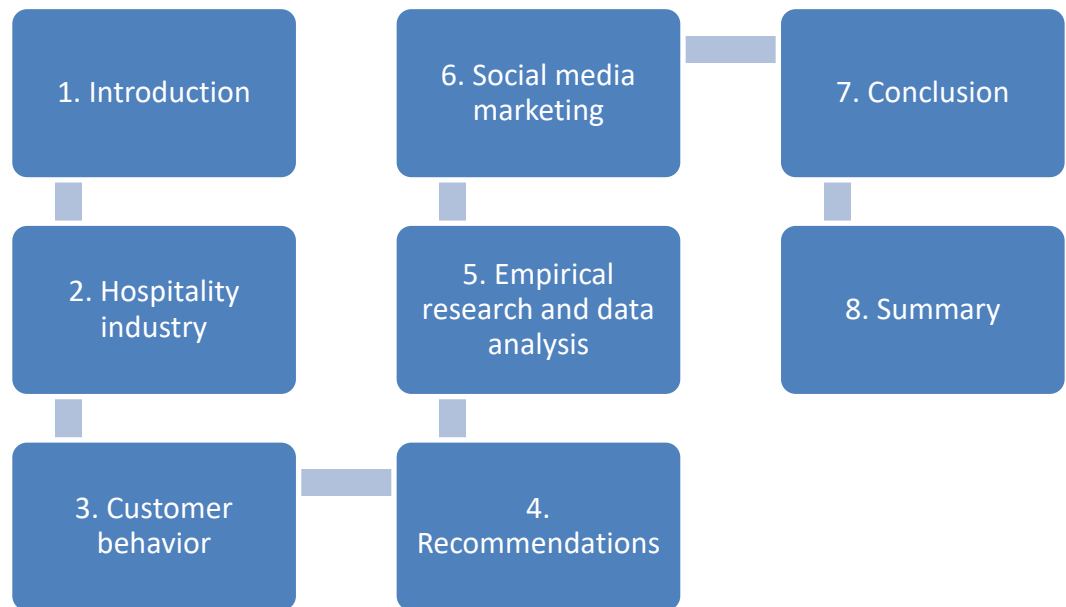 1. Introduction
2. Hospitality
industry
3. Customer
behavior
4.
Recommendations
5. Empirical
research and data
analysis
6. Social media
marketing
7. Conclusion
8. Summary